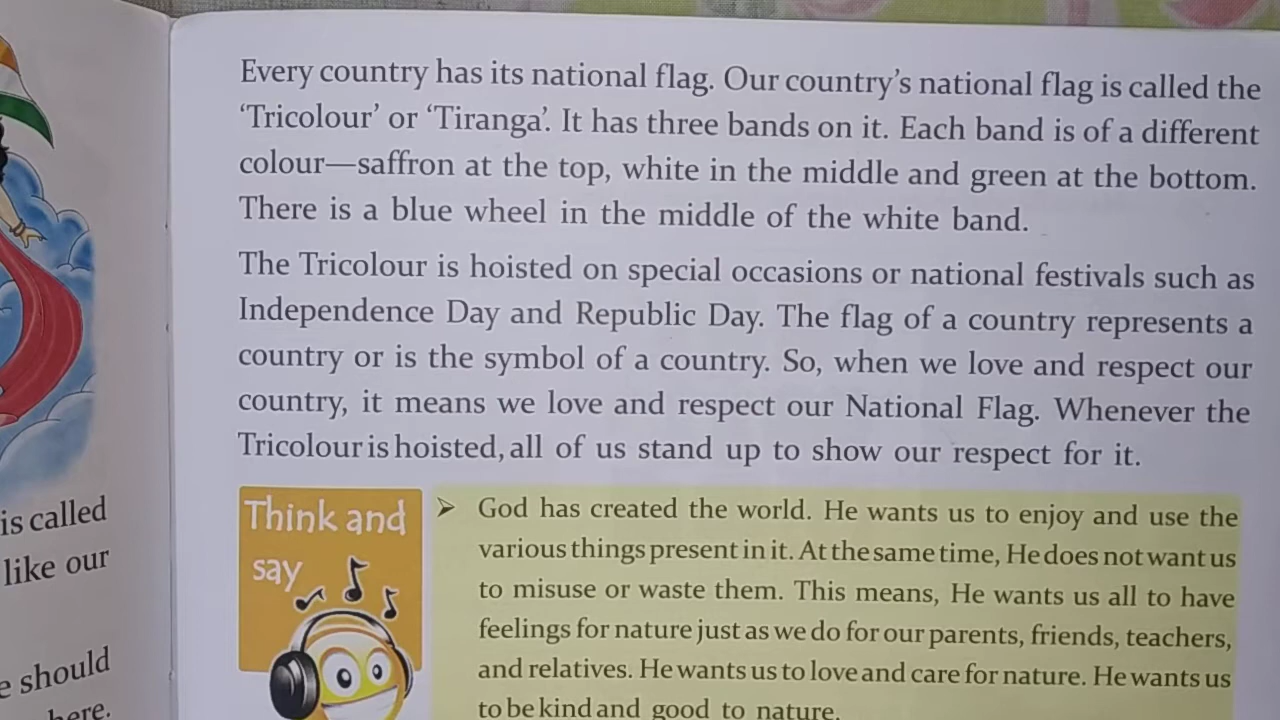 is called
like our
e should
here.
Every country has its national flag. Our country's national flag is called the
'Tricolour' or 'Tiranga'. It has three bands on it. Each band is of a different
colour—saffron at the top, white in the middle and green at the bottom.
There is a blue wheel in the middle of the white band.
The Tricolour is hoisted on special occasions or national festivals such as
Independence Day and Republic Day. The flag of a country represents a
country or is the symbol of a country. So, when we love and respect our
country, it means we love and respect our National Flag. Whenever the
Tricolour is hoisted, all of us stand up to show our respect for it.
Think and
say
➢ God has created the world. He wants us to enjoy and use the
various things present in it. At the same time, He does not want us
to misuse or waste them. This means, He wants us all to have
feelings for nature just as we do for our parents, friends, teachers,
and relatives. He wants us to love and care for nature. He wants us
to be kind and good to nature.